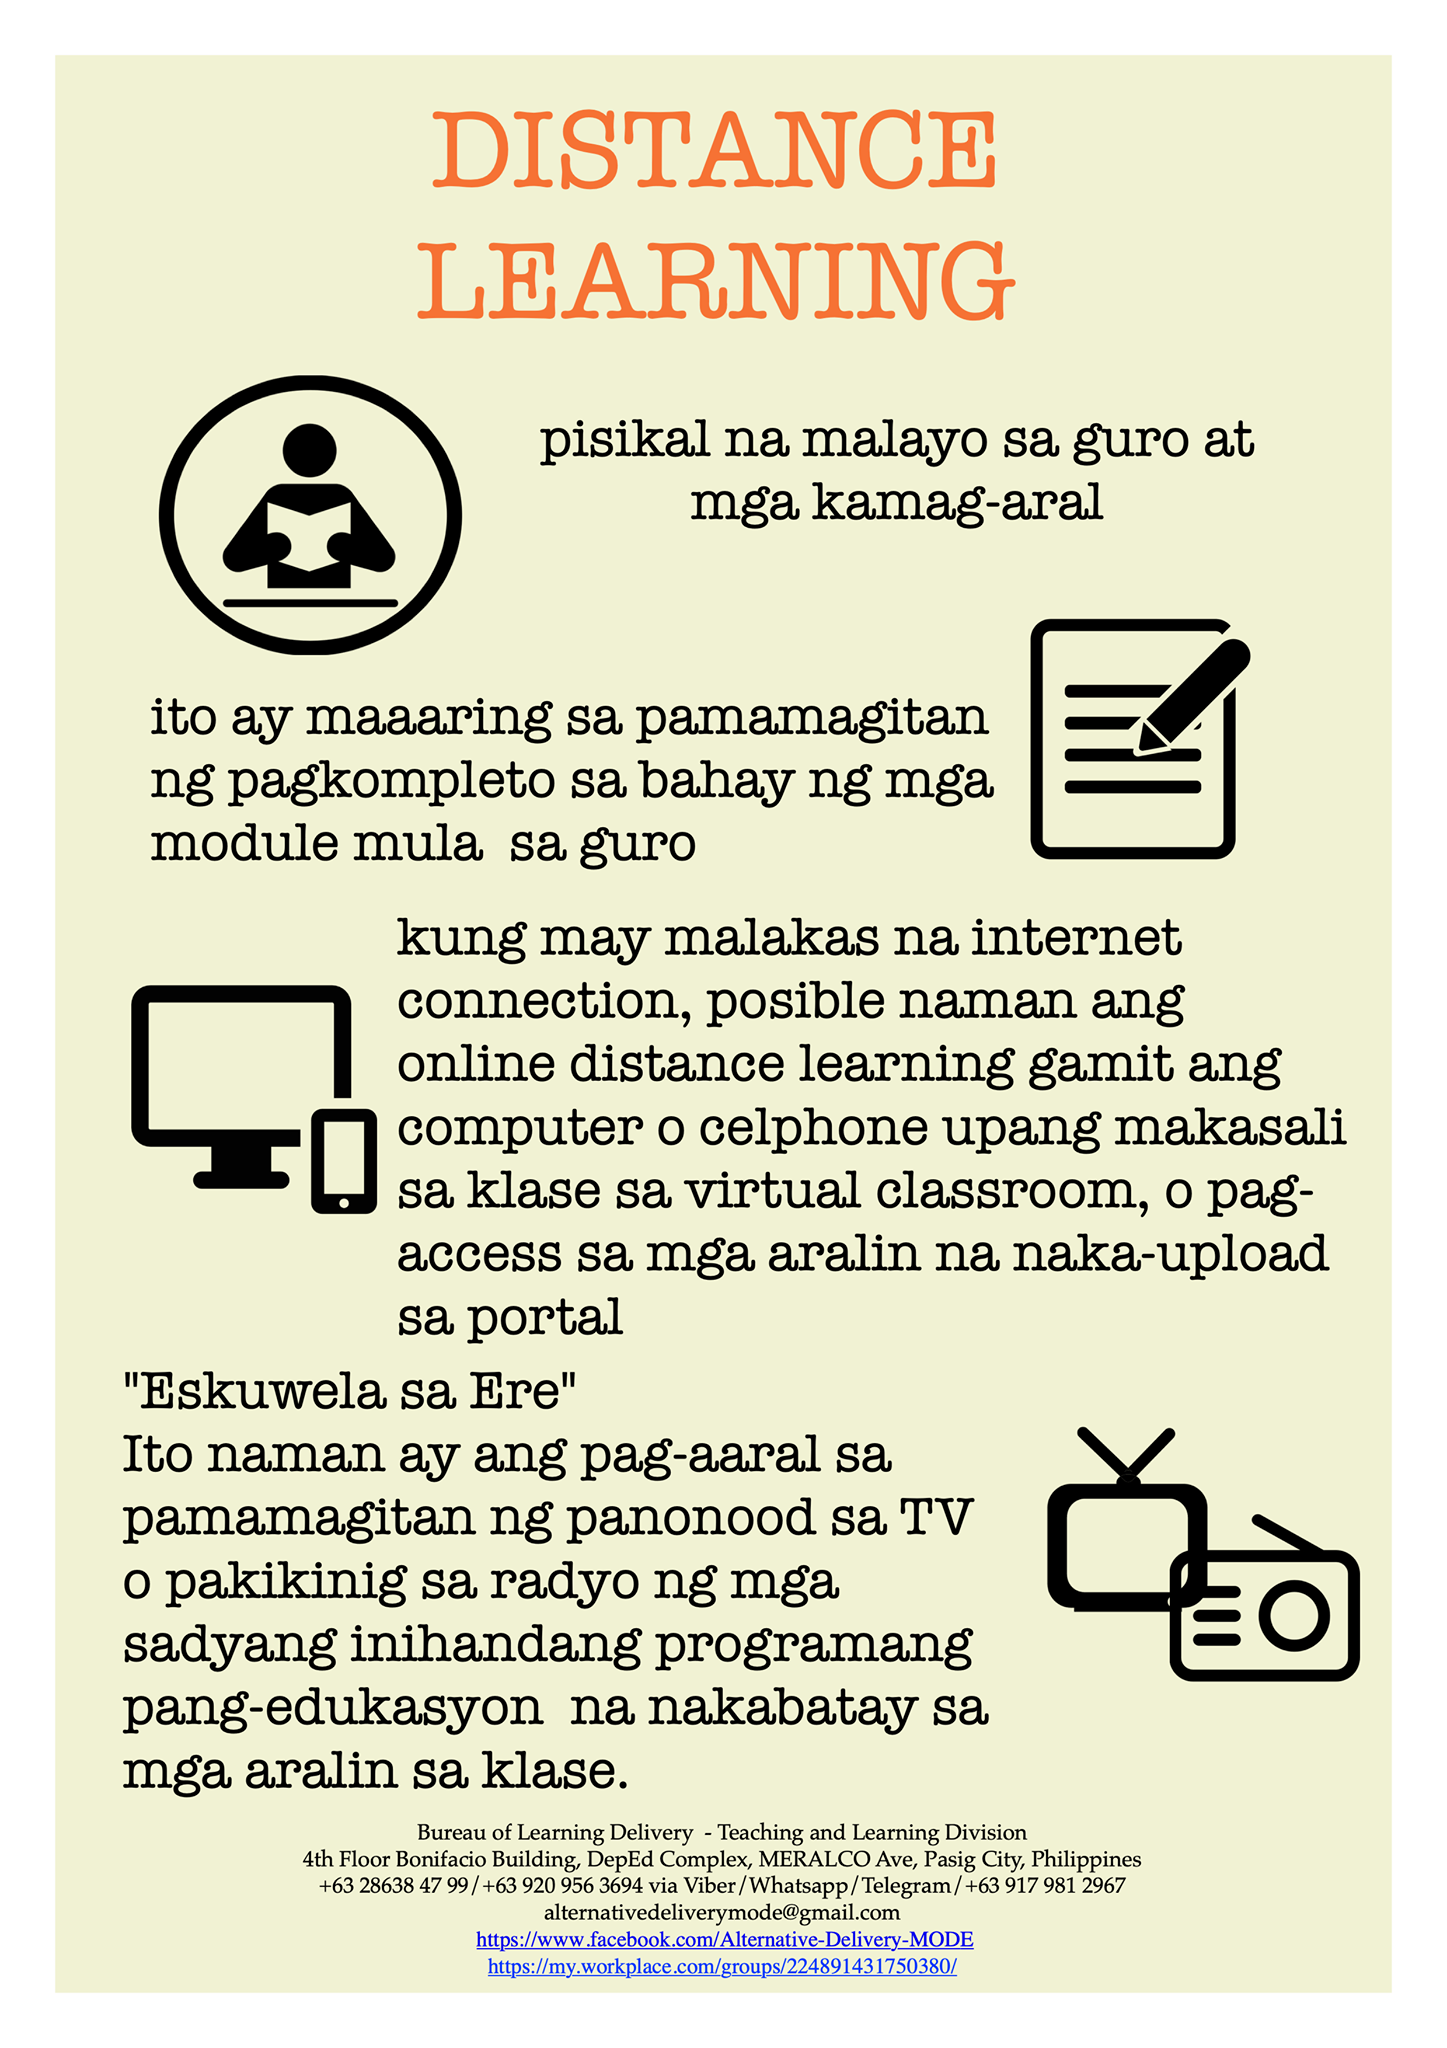 DISTANCE
LEARNING
pisikal na malayo sa guro at
mga kamag-aral
ito ay maaaring sa pamamagitan
ng pagkompleto sa bahay ng mga
module mula  sa guro
kung may malakas na internet
connection, posible naman ang
online distance learning gamit ang
computer o celphone upang makasali
sa klase sa virtual classroom, o pag-
access sa mga aralin na naka-upload
sa portal
"Eskuwela sa Ere"
Ito naman ay ang pag-aaral sa
pamamagitan ng panonood sa TV
o pakikinig sa radyo ng mga
sadyang inihandang programang
pang-edukasyon  na nakabatay sa
mga aralin sa klase.
Bureau of Learning Delivery  - Teaching and Learning Division
4th Floor Bonifacio Building, DepEd Complex, MERALCO Ave, Pasig City, Philippines
+63 28638 47 99/+63 920 956 3694 via Viber/Whatsapp/Telegram/+63 917 981 2967
alternativedeliverymode@gmail.com
https://www.facebook.com/Alternative-Delivery-MODE
https://my.workplace.com/groups/224891431750380/